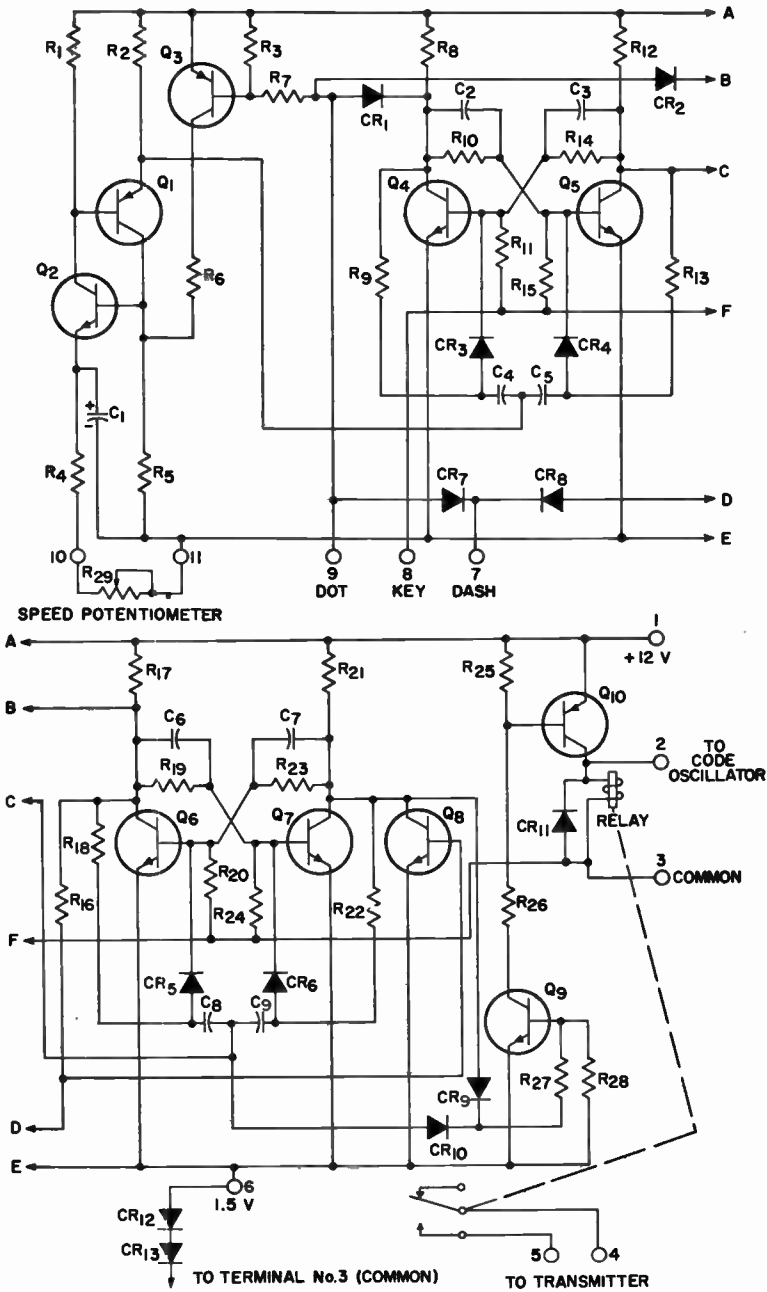 A
R1
R2
Q3
R3
R8
R12
R7
B
CR1
CR2
C2
C3
R10
R14
C
Q1
Q4
Q5
Q2
R6
R9
R11
R15
R13
F
CR3
CR4
C1
+
-
C4
C5
R4
R5
CR7
CR8
D
E
10
11
9
8
7
R29
DOT
KEY
DASH
SPEED POTENTIOMETER
A
1
+12 V
R17
R21
R25
Q10
B
C6
C7
2
TO
CODE
OSCILLATOR
R19
R23
C
Q6
Q7
Q8
CR11
RELAY
R18
R20
3
COMMON
R16
R24
R22
R26
F
CR5
CR6
C8
C9
Q9
R27
R28
CR9
D
CR10
E
6
1.5 V
CR12
CR13
5
4
TO TERMINAL No.3 (COMMON)
TO TRANSMITTER